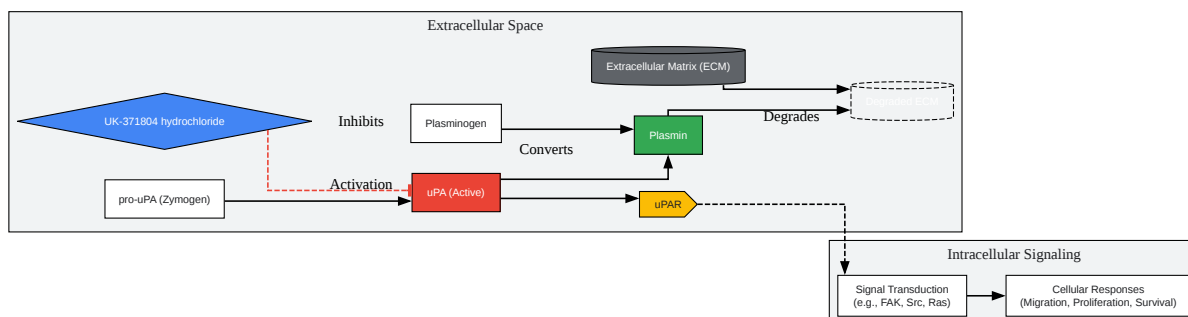 Extracellular Space
Extracellular Matrix (ECM)
Degraded ECM
UK-371804 hydrochloride
Inhibits
Plasminogen
Degrades
Plasmin
Converts
Activation
pro-uPA (Zymogen)
uPA (Active)
uPAR
Intracellular Signaling
Signal Transduction
(e.g., FAK, Src, Ras)
Cellular Responses
(Migration, Proliferation, Survival)